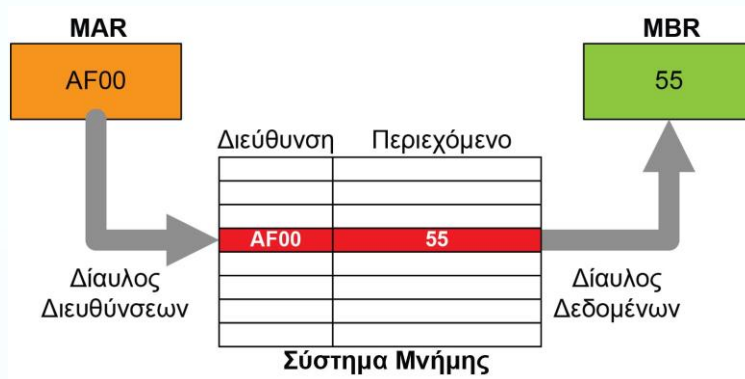 MAR
MBR
AF00
55
Διεύθυνση Περιεχόμενο
AF00 55
Δίαυλος
Διευθύνσεων
Δίαυλος
Δεδομένων
Σύστημα Μνήμης